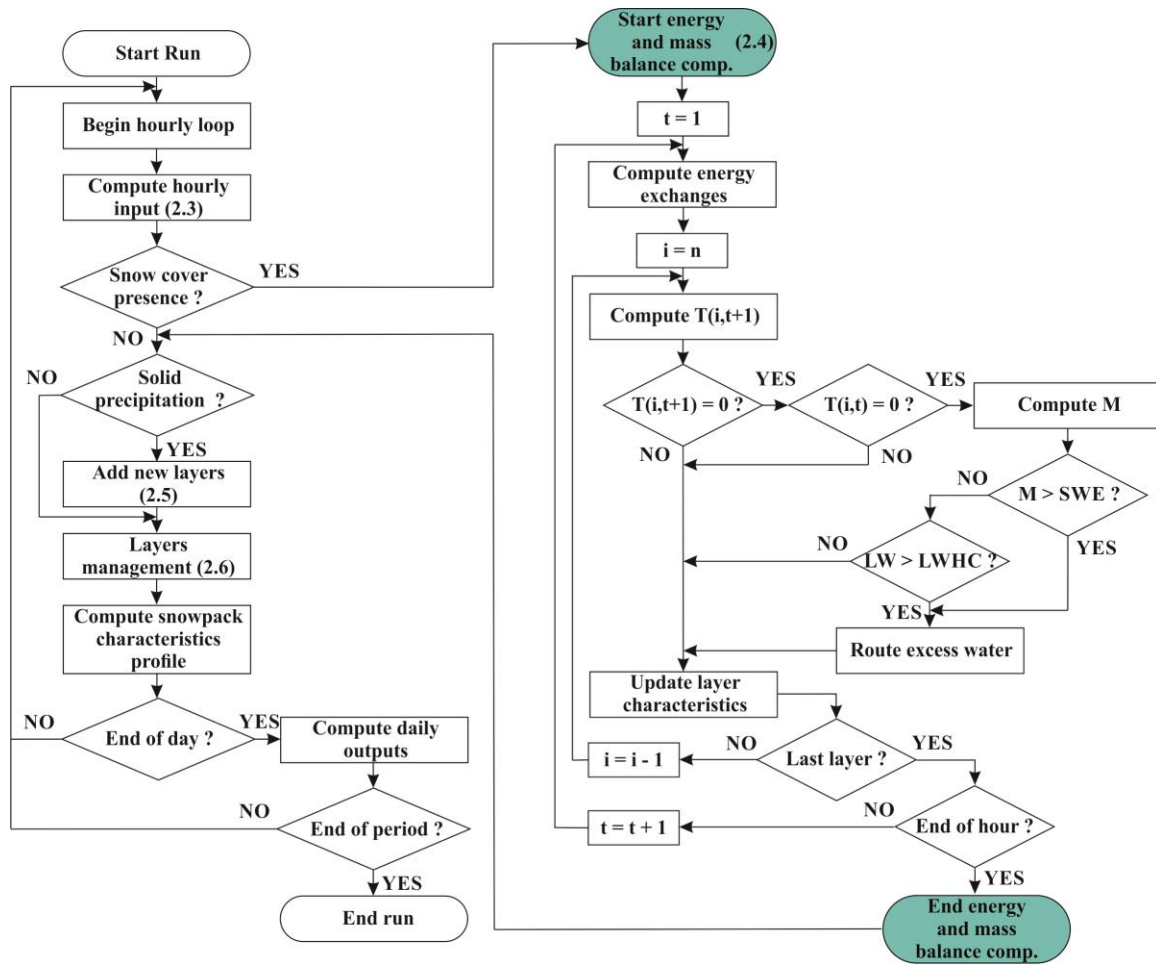 Start Run
Begin hourly loop
Compute hourly
input (2.3)
Snow cover
presence ?
YES
NO
NO
Solid
precipitation ?
YES
Add new layers
(2.5)
Layers
management (2.6)
Compute snowpack
characteristics
profile
NO
End of day ?
YES
Compute daily
outputs
NO
End of period ?
YES
End run
Start energy
and mass (2.4)
balance comp.
t = 1
Compute energy
exchanges
i = n
Compute T(i,t+1)
T(i,t+1) = 0 ?
YES
T(i,t) = 0 ?
YES
Compute M
NO
NO
NO
M > SWE ?
YES
NO
LW > LWHC ?
YES
Route excess water
Update layer
characteristics
i = i - 1
NO
Last layer ?
YES
t = t + 1
NO
End of hour ?
YES
End energy
and mass
balance comp.